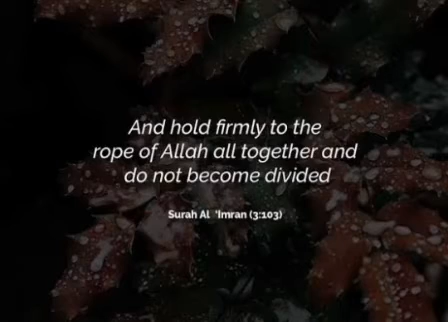 And hold firmly to the
rope of Allah all together and
do not become divided
Surah Al 'Imran (3:103)